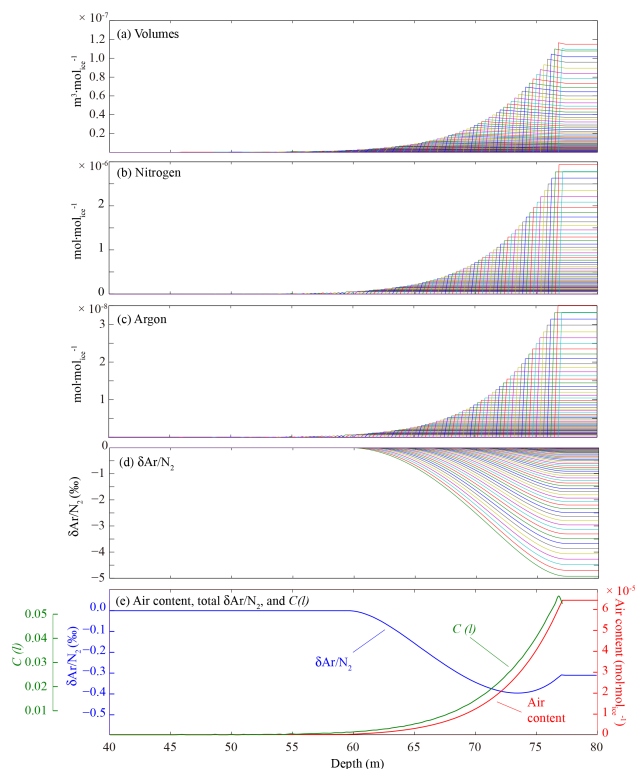 × 10⁻⁷
(a) Volumes
1.2
1.0
0.8
0.6
0.4
0.2
m³·mol_ice⁻¹
× 10⁻⁶
(b) Nitrogen
2
1
0
mol·mol_ice⁻¹
× 10⁻⁸
(c) Argon
3
2
1
mol·mol_ice⁻¹
0
−1
−2
−3
−4
−5
(d) δAr/N₂
δAr/N₂ (‰)
(e) Air content, total δAr/N₂, and C(l)
0.05
0.04
0.03
0.02
0.01
C (l)
0.0
−0.1
−0.2
−0.3
−0.4
−0.5
δAr/N₂ (‰)
δAr/N₂
C (l)
Air
content
× 10⁻⁵
6
5
4
3
2
1
0
Air content (mol·mol_ice⁻¹)
40 45 50 55 60 65 70 75 80
Depth (m)